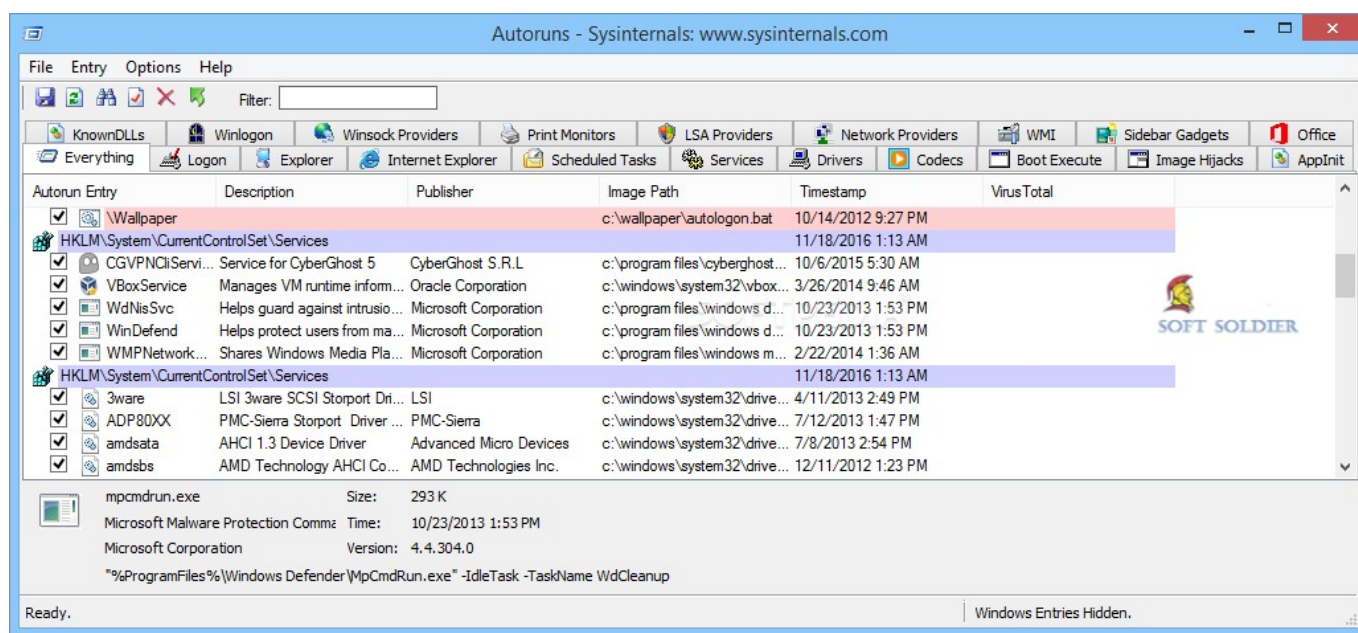 Autoruns - Sysinternals: www.sysinternals.com
File Entry Options Help
Filter:
KnownDLLs Winlogon Winsock Providers Print Monitors LSA Providers Network Providers WMI Sidebar Gadgets Office
Everything Logon Explorer Internet Explorer Scheduled Tasks Services Drivers Codecs Boot Execute Image Hijacks AppInit
Autorun Entry Description Publisher Image Path Timestamp VirusTotal
\Wallpaper c:\wallpaper\autologon.bat 10/14/2012 9:27 PM
HKLM\System\CurrentControlSet\Services 11/18/2016 1:13 AM
CGVPNCliServi... Service for CyberGhost 5 CyberGhost S.R.L c:\program files\cyberghost... 10/6/2015 5:30 AM
VBoxService Manages VM runtime inform... Oracle Corporation c:\windows\system32\vbox... 3/26/2014 9:46 AM
WdNisSvc Helps guard against intrusio... Microsoft Corporation c:\program files\windows d... 10/23/2013 1:53 PM
WinDefend Helps protect users from ma... Microsoft Corporation c:\program files\windows d... 10/23/2013 1:53 PM
SOFT SOLDIER
WMPNetwork... Shares Windows Media Pla... Microsoft Corporation c:\program files\windows m... 2/22/2014 1:36 AM
HKLM\System\CurrentControlSet\Services 11/18/2016 1:13 AM
3ware LSI 3ware SCSI Storport Dri... LSI c:\windows\system32\drive... 4/11/2013 2:49 PM
ADP80XX PMC-Sierra Storport Driver ... PMC-Sierra c:\windows\system32\drive... 7/12/2013 1:47 PM
amdsata AHCI 1.3 Device Driver Advanced Micro Devices c:\windows\system32\drive... 7/8/2013 2:54 PM
amdsbs AMD Technology AHCI Co... AMD Technologies Inc. c:\windows\system32\drive... 12/11/2012 1:23 PM
mpcmdrun.exe Size: 293 K
Microsoft Malware Protection Comma Time: 10/23/2013 1:53 PM
Microsoft Corporation Version: 4.4.304.0
"%ProgramFiles%\Windows Defender\MpCmdRun.exe" -IdleTask -TaskName WdCleanup
Ready. Windows Entries Hidden.